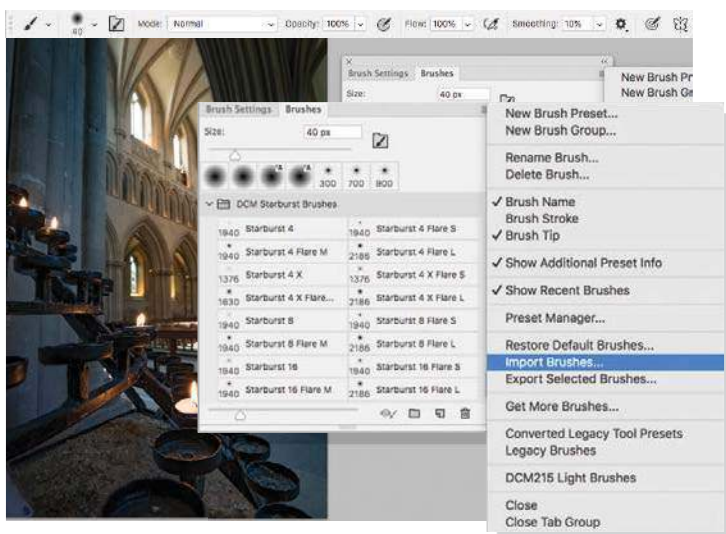 40 Mode: Normal Opacity: 100% Flow: 100% Smoothing: 10%
Brush Settings Brushes
Size: 40 px
New Brush Pr
New Brush Gr
Brush Settings Brushes
Size: 40 px
300 700 800
DCM Starburst Brushes
1940 Starburst 4 1940 Starburst 4 Flare S
1940 Starburst 4 Flare M 2186 Starburst 4 Flare L
1376 Starburst 4 X 1376 Starburst 4 X Flare S
1630 Starburst 4 X Flare... 2186 Starburst 4 X Flare L
1940 Starburst 8 1940 Starburst 8 Flare S
1940 Starburst 8 Flare M 2186 Starburst 8 Flare L
1940 Starburst 16 1940 Starburst 16 Flare S
1940 Starburst 16 Flare M 2186 Starburst 16 Flare L
New Brush Preset...
New Brush Group...
Rename Brush...
Delete Brush...
✓ Brush Name
Brush Stroke
✓ Brush Tip
✓ Show Additional Preset Info
✓ Show Recent Brushes
Preset Manager...
Restore Default Brushes...
Import Brushes...
Export Selected Brushes...
Get More Brushes...
Converted Legacy Tool Presets
Legacy Brushes
DCM215 Light Brushes
Close
Close Tab Group